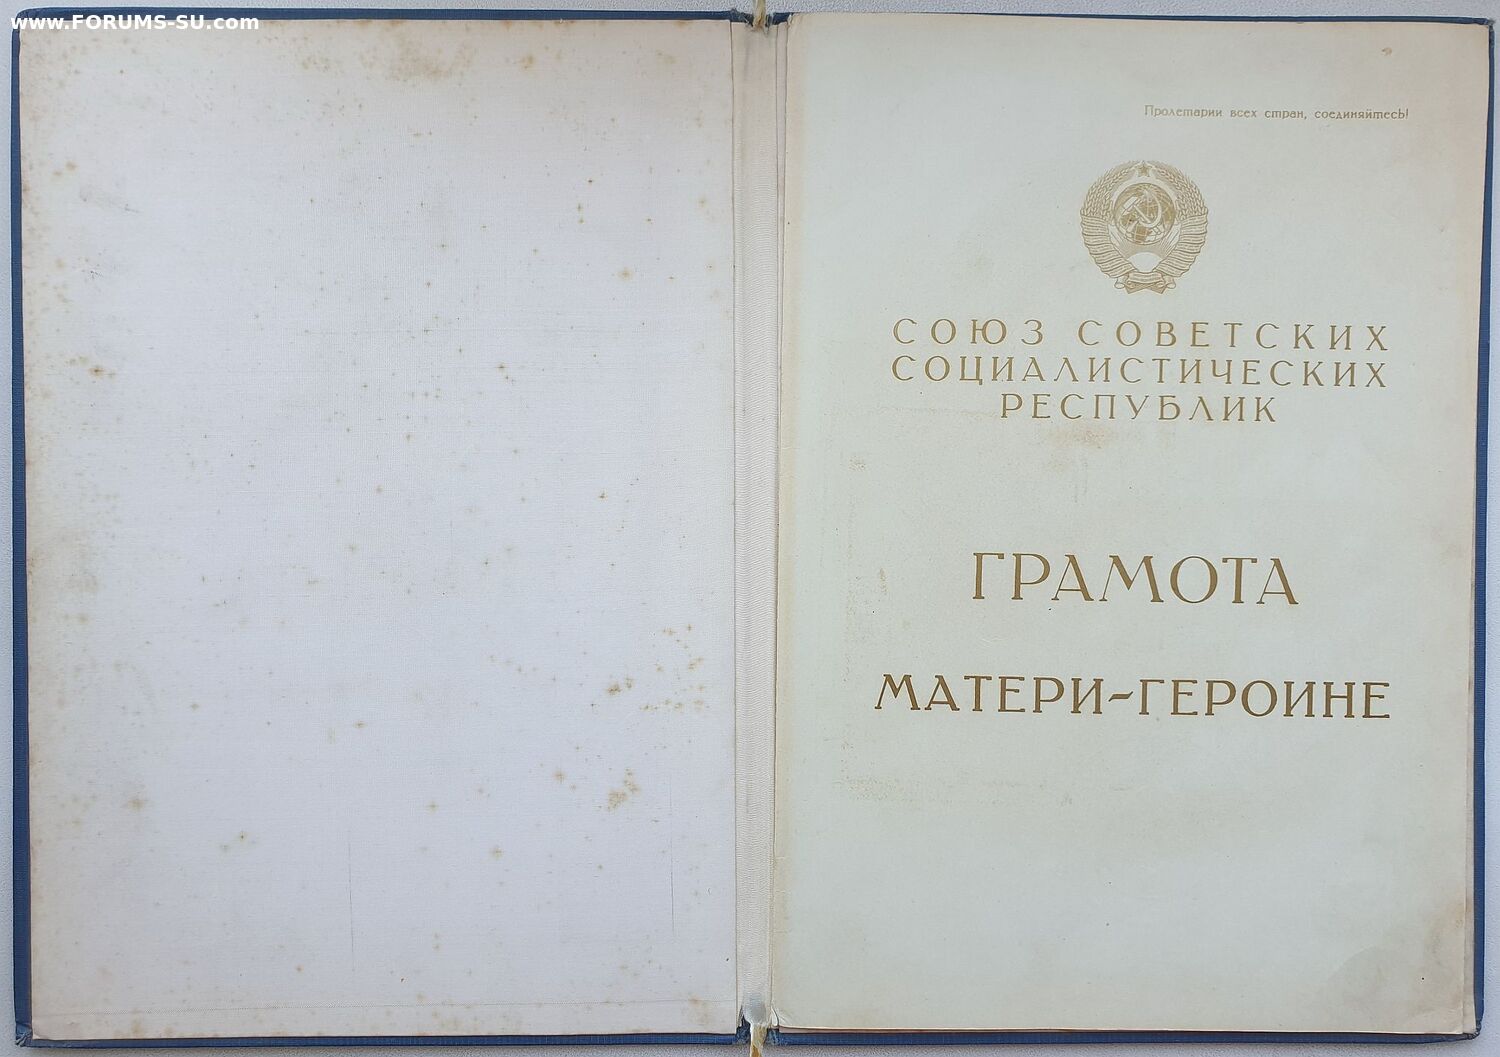 www.FORUMS-SU.com
Пролетарии всех стран, соединяйтесь!
СОЮЗ СОВЕТСКИХ
СОЦИАЛИСТИЧЕСКИХ
РЕСПУБЛИК
ГРАМОТА
МАТЕРИ-ГЕРОИНЕ